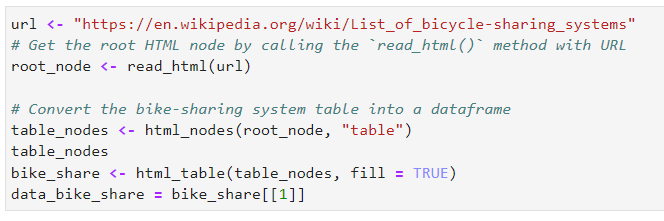 url <- "https://en.wikipedia.org/wiki/List_of_bicycle-sharing_systems"
# Get the root HTML node by calling the `read_html()` method with URL
root_node <- read_html(url)

# Convert the bike-sharing system table into a dataframe
table_nodes <- html_nodes(root_node, "table")
table_nodes
bike_share <- html_table(table_nodes, fill = TRUE)
data_bike_share = bike_share[[1]]